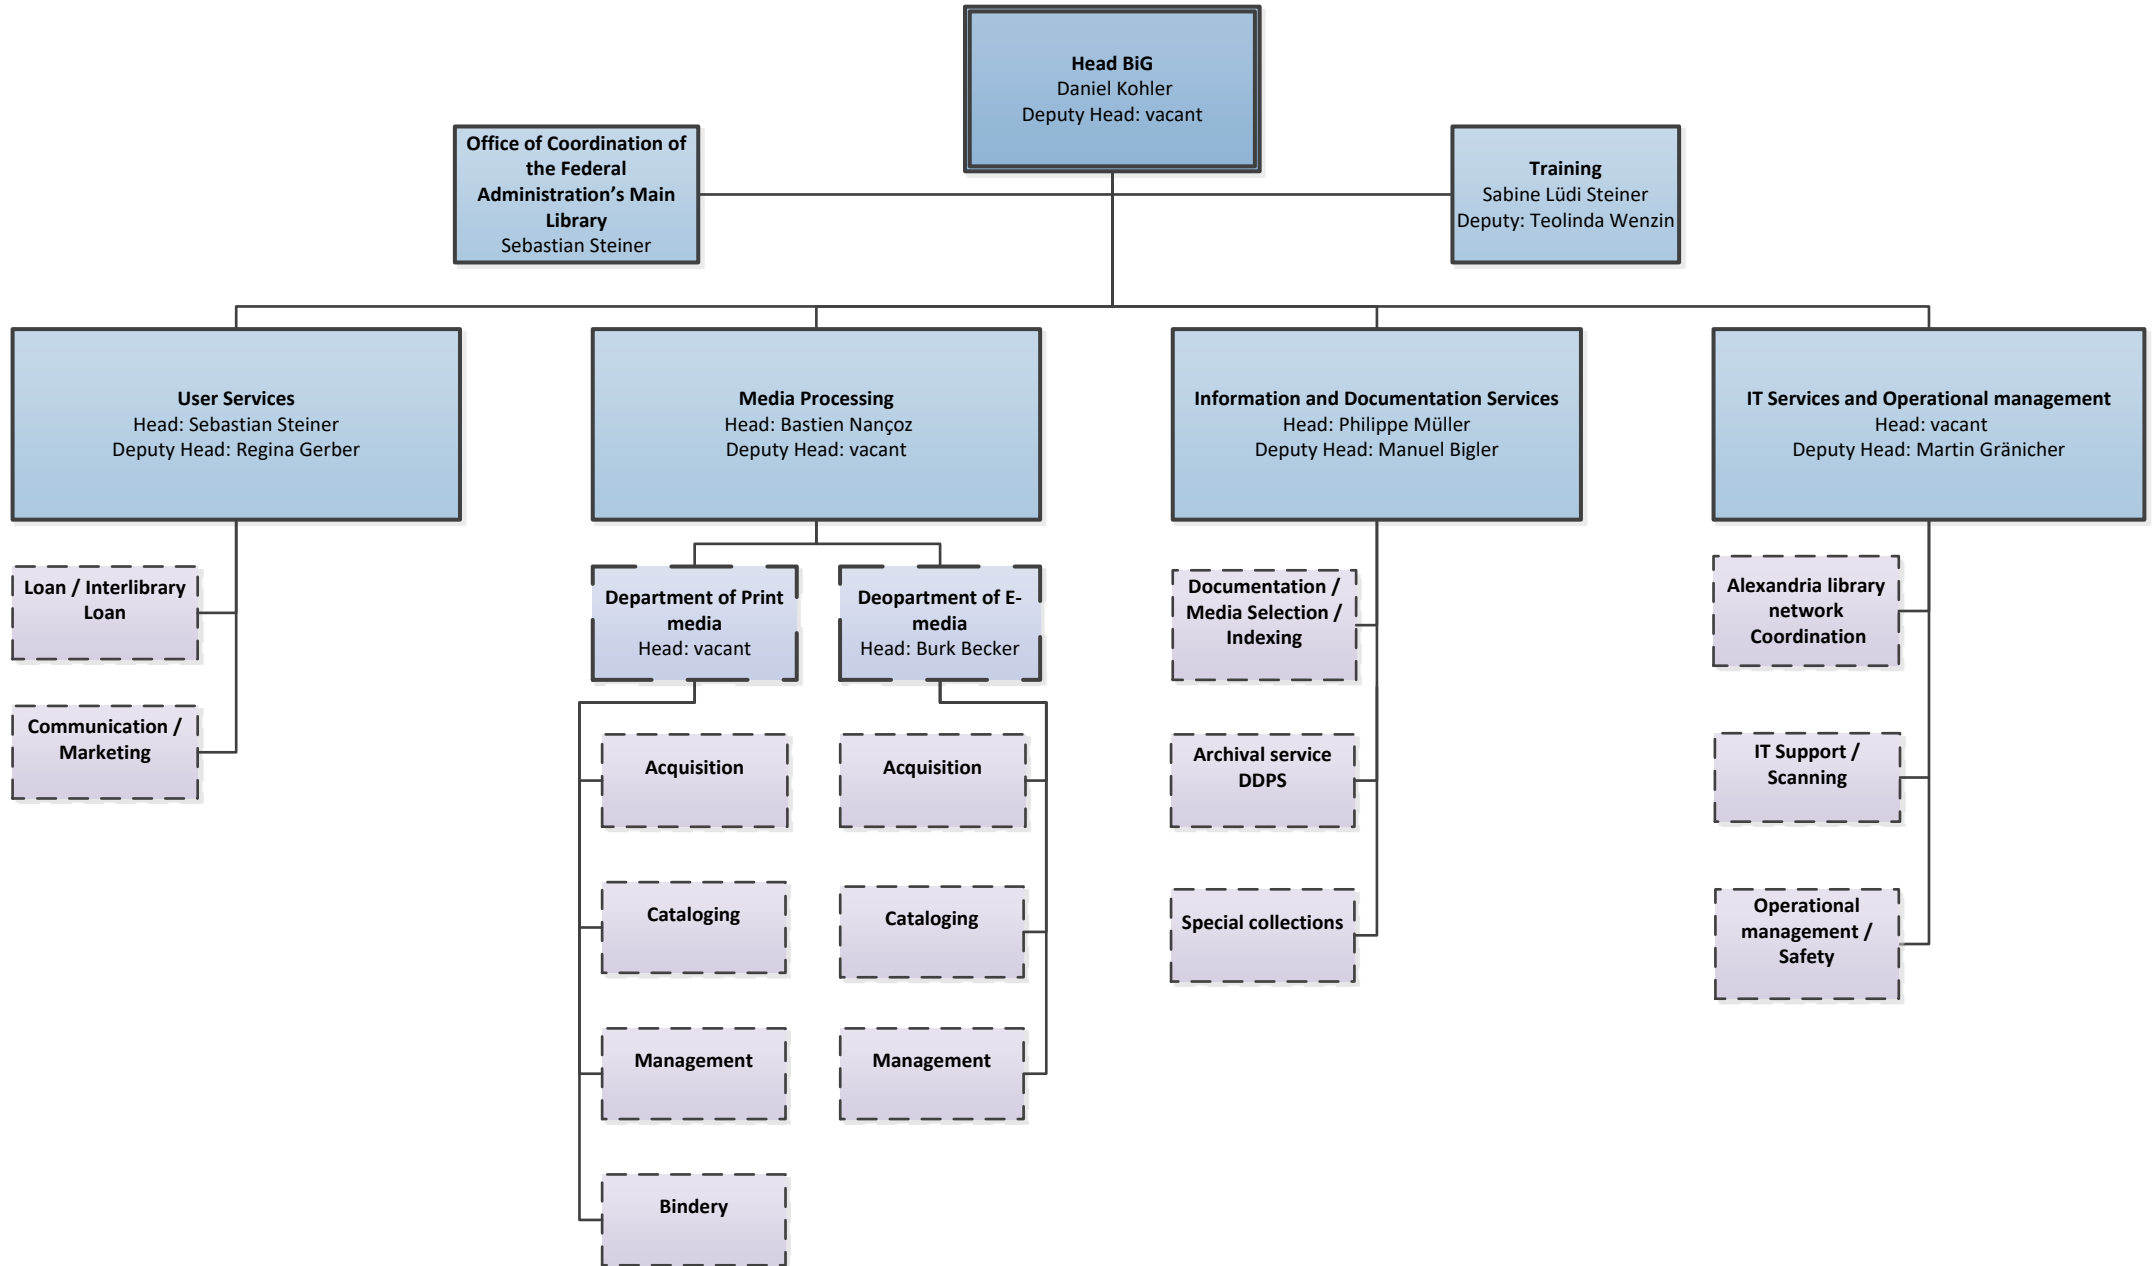 Head BiG
Daniel Kohler
Deputy Head: vacant
Office of Coordination of
the Federal
Administration’s Main
Library
Sebastian Steiner
Training
Sabine Lüdi Steiner
Deputy: Teolinda Wenzin
User Services
Head: Sebastian Steiner
Deputy Head: Regina Gerber
Media Processing
Head: Bastien Nançoz
Deputy Head: vacant
Information and Documentation Services
Head: Philippe Müller
Deputy Head: Manuel Bigler
IT Services and Operational management
Head: vacant
Deputy Head: Martin Gränicher
Loan / Interlibrary
Loan
Communication /
Marketing
Department of Print
media
Head: vacant
Deopartment of E-
media
Head: Burk Becker
Acquisition
Cataloging
Management
Bindery
Acquisition
Cataloging
Management
Documentation /
Media Selection /
Indexing
Archival service
DDPS
Special collections
Alexandria library
network
Coordination
IT Support /
Scanning
Operational
management /
Safety